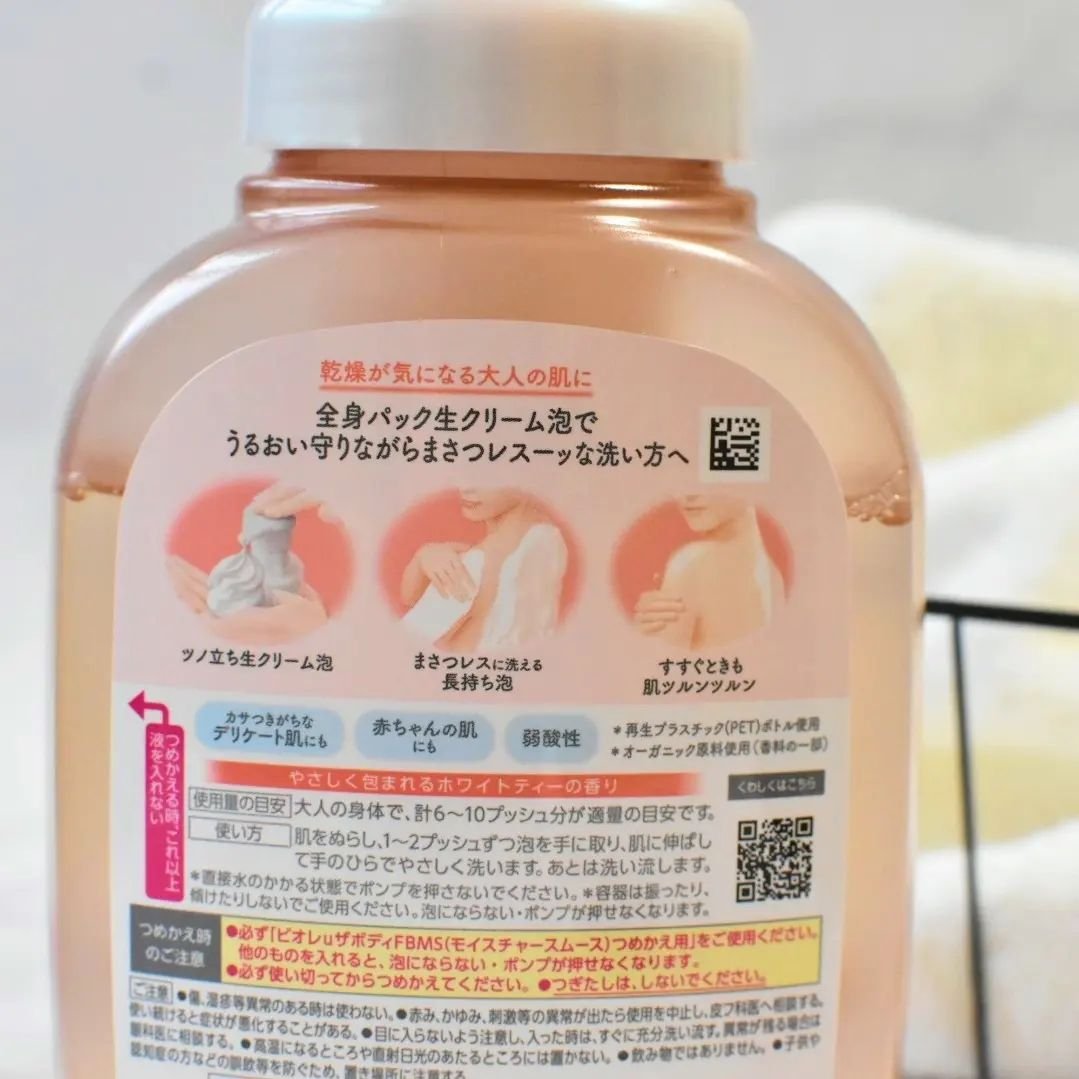 乾燥が気になる大人の肌に
全身パック生クリーム泡で
うるおい守りながらまさつレスーッな洗い方へ
ツノ立ち生クリーム泡
まさつレスに洗える
長持ち泡
すすぐときも
肌ツルンツルン
つめかえる時、これ以上
液を入れない
カサつきがちな
デリケート肌にも
赤ちゃんの肌
にも
弱酸性
*再生プラスチック(PET)ボトル使用
*オーガニック原料使用(香料の一部)
やさしく包まれるホワイトティーの香り
くわしくはこちら
使用量の目安 大人の身体で、計6〜10プッシュ分が適量の目安です。
使い方 肌をぬらし、1〜2プッシュずつ泡を手に取り、肌に伸ばし
て手のひらでやさしく洗います。あとは洗い流します。
*直接水のかかる状態でポンプを押さないでください。*容器は振ったり、
傾けたりしないでご使用ください。泡にならない・ポンプが押せなくなります。
つめかえ時
のご注意
●必ず「ビオレuザボディFBMS(モイスチャースムース)つめかえ用」をご使用ください。
他のものを入れると、泡にならない・ポンプが押せなくなります。
●必ず使い切ってからつめかえてください。●つぎたしは、しないでください。
ご注意 ●傷、湿疹等異常のある時は使わない。●赤み、かゆみ、刺激等の異常が出たら使用を中止し、皮フ科医へ相談する。
使い続けると症状が悪化することがある。●目に入らないよう注意し、入った時は、すぐに充分洗い流す。異常が残る場合は
眼科医に相談する。●高温になるところや直射日光のあたるところには置かない。●飲み物ではありません。●子供や
認知症の方などの誤飲等を防ぐため、置き場所に注意する。